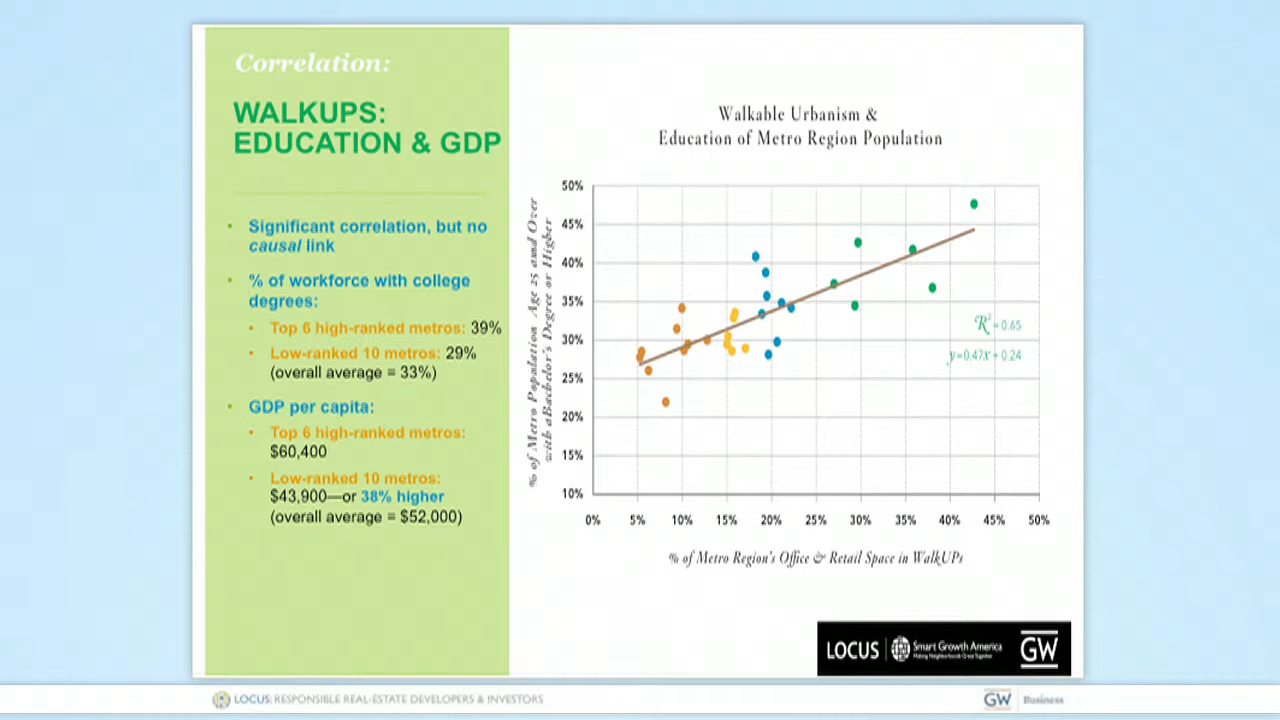 Correlation:
WALKUPS:
EDUCATION & GDP
• Significant correlation, but no
causal link
• % of workforce with college
degrees:
• Top 6 high-ranked metros: 39%
• Low-ranked 10 metros: 29%
(overall average = 33%)
• GDP per capita:
• Top 6 high-ranked metros:
$60,400
• Low-ranked 10 metros:
$43,900—or 38% higher
(overall average = $52,000)
Walkable Urbanism &
Education of Metro Region Population
% of Metro Population Age 25 amd Over
with aBachelor's Degree or Higher
50%
45%
40%
35%
30%
25%
20%
15%
10%
R² = 0.65
y=0.47x + 0.24
0% 5% 10% 15% 20% 25% 30% 35% 40% 45% 50%
% of Metro Region's Office & Retail Space in WalkUPs
LOCUS
Smart Growth America
Making Neighborhoods Great Together
GW
LOCUS: RESPONSIBLE REAL-ESTATE DEVELOPERS & INVESTORS
GW Business